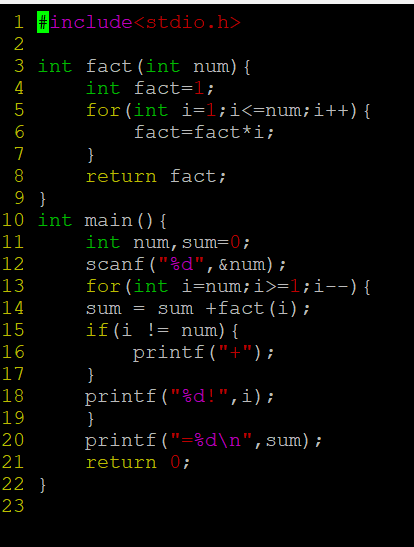 1 #include<stdio.h>
2
3 int fact(int num){
4     int fact=1;
5     for(int i=1;i<=num;i++){
6         fact=fact*i;
7     }
8     return fact;
9 }
10 int main(){
11     int num,sum=0;
12     scanf("%d",&num);
13     for(int i=num;i>=1;i--){
14     sum = sum +fact(i);
15     if(i != num){
16         printf("+");
17     }
18     printf("%d!",i);
19     }
20     printf("=%d\n",sum);
21     return 0;
22 }
23